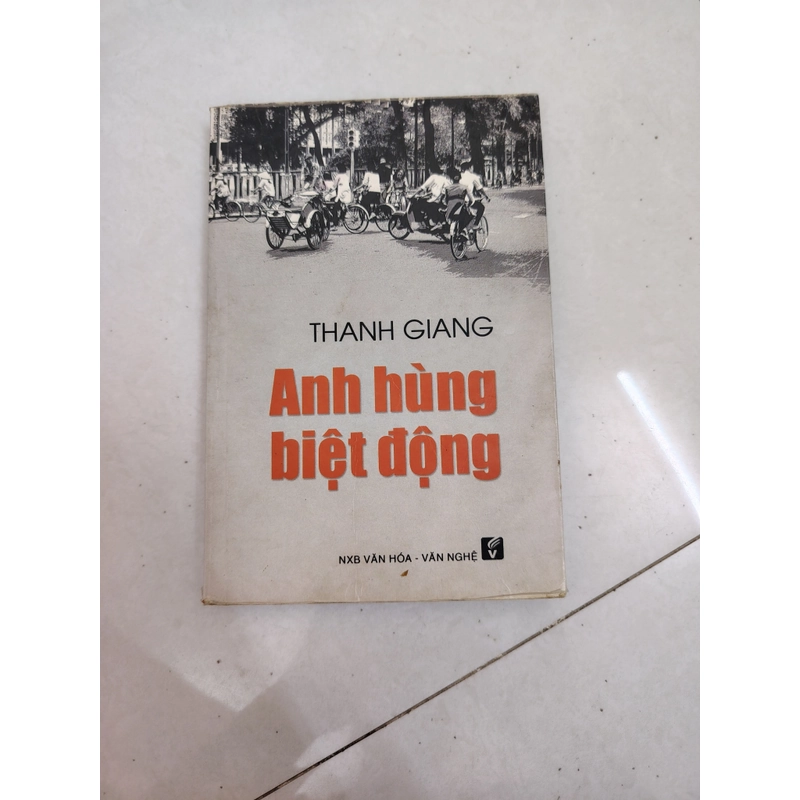 THANH GIANG
Anh hùng
biệt động
NXB VĂN HÓA - VĂN NGHỆ
V